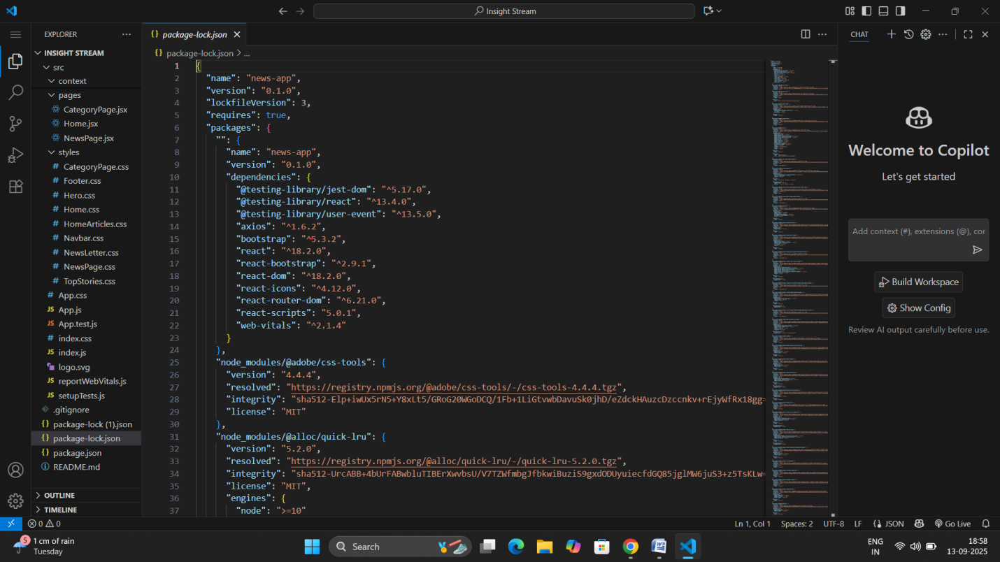 Insight Stream
EXPLORER
INSIGHT STREAM
src
context
pages
CategoryPage.jsx
Home.jsx
NewsPage.jsx
styles
# CategoryPage.css
# Footer.css
# Hero.css
# Home.css
# HomeArticles.css
# Navbar.css
# NewsLetter.css
# NewsPage.css
# TopStories.css
# App.css
JS App.js
JS App.test.js
# index.css
JS index.js
logo.svg
JS reportWebVitals.js
JS setupTests.js
.gitignore
{} package-lock (1).json
{} package-lock.json
{} package.json
README.md
OUTLINE
TIMELINE
{} package-lock.json
{} package-lock.json > ...
1 {
2 "name": "news-app",
3 "version": "0.1.0",
4 "lockfileVersion": 3,
5 "requires": true,
6 "packages": {
7 "": {
8 "name": "news-app",
9 "version": "0.1.0",
10 "dependencies": {
11 "@testing-library/jest-dom": "^5.17.0",
12 "@testing-library/react": "^13.4.0",
13 "@testing-library/user-event": "^13.5.0",
14 "axios": "^1.6.2",
15 "bootstrap": "^5.3.2",
16 "react": "^18.2.0",
17 "react-bootstrap": "^2.9.1",
18 "react-dom": "^18.2.0",
19 "react-icons": "^4.12.0",
20 "react-router-dom": "^6.21.0",
21 "react-scripts": "5.0.1",
22 "web-vitals": "^2.1.4"
23 }
24 },
25 "node_modules/@adobe/css-tools": {
26 "version": "4.4.4",
27 "resolved": "https://registry.npmjs.org/@adobe/css-tools/-/css-tools-4.4.4.tgz",
28 "integrity": "sha512-Elp+iwUx5rN5+Y8xLt5/GRoG20WGoDCQ/1Fb+1LiGtvwbDavuSk0jhD/eZdckHAuzcDzccnkv+rEjyWfRx18gg=
29 "license": "MIT"
30 },
31 "node_modules/@alloc/quick-lru": {
32 "version": "5.2.0",
33 "resolved": "https://registry.npmjs.org/@alloc/quick-lru/-/quick-lru-5.2.0.tgz",
34 "integrity": "sha512-UrcABB+4bUrFABwbluTIBErXwvbsU/V7TZWfmbgJfbkwiBuziS9gxdODUyuiecfdGQ85jglMW6juS3+z5TsKLw=
35 "license": "MIT",
36 "engines": {
37 "node": ">=10"
CHAT
Welcome to Copilot
Let's get started
Add context (#), extensions (@), cor
Build Workspace
Show Config
Review AI output carefully before use.
0 0
Ln 1, Col 1 Spaces: 2 UTF-8 LF {} JSON Go Live
5
1 cm of rain
Tuesday
Search
ENG
IN
18:58
13-09-2025